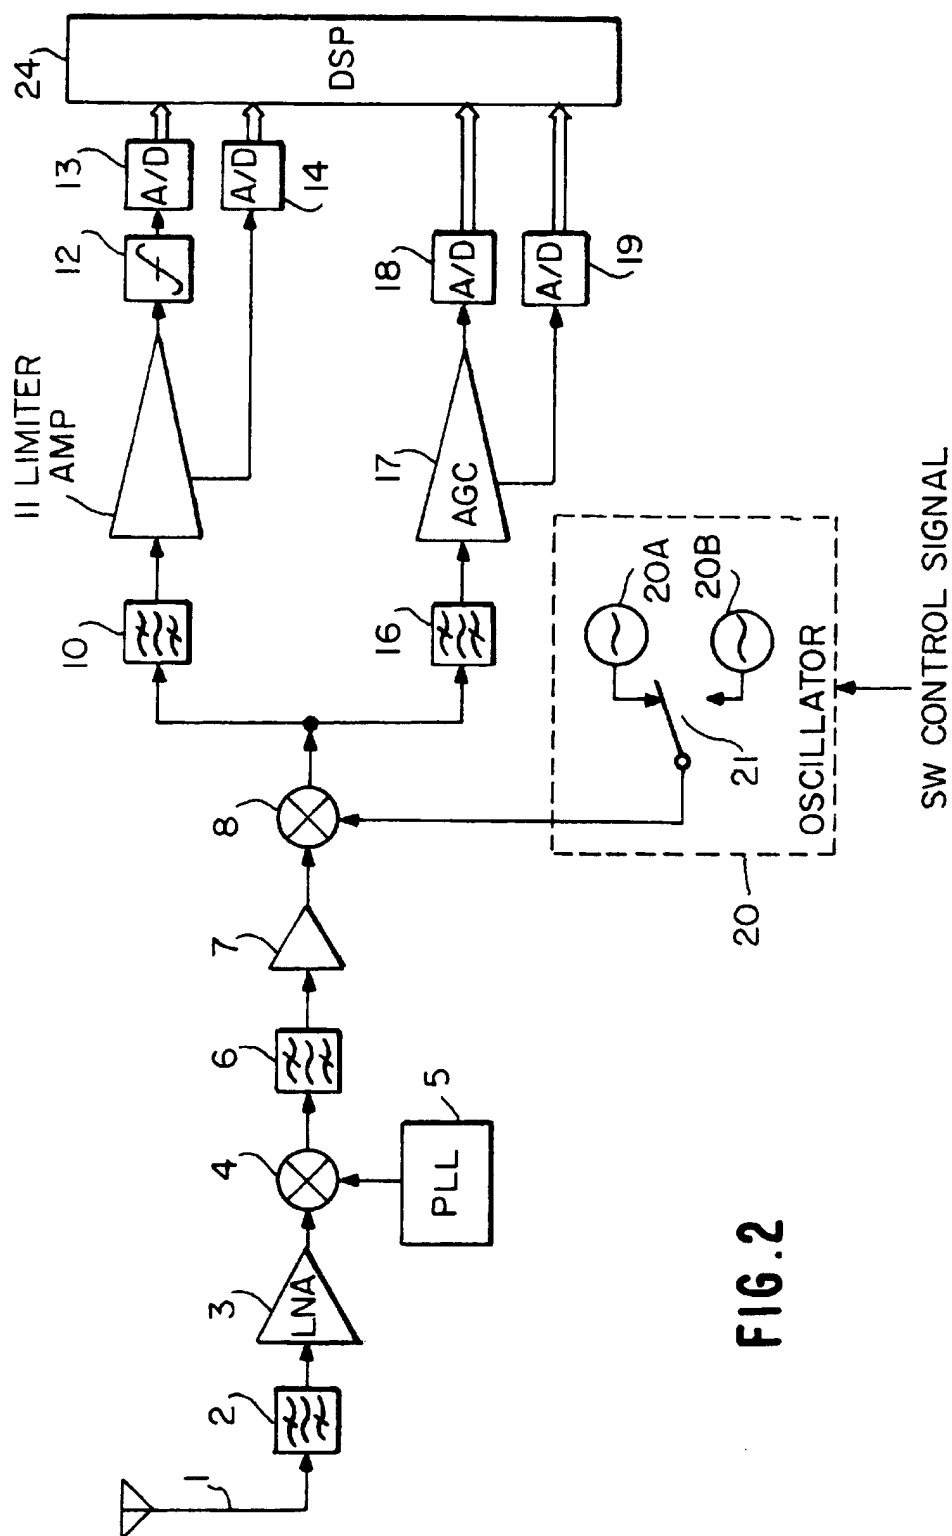 1
2
3
LNA
4
PLL
5
6
7
8
10
11 LIMITER
AMP
12
13
A/D
A/D
14
24
DSP
16
17
AGC
18
A/D
A/D
19
20A
20B
21
OSCILLATOR
20
SW CONTROL SIGNAL
FIG.2